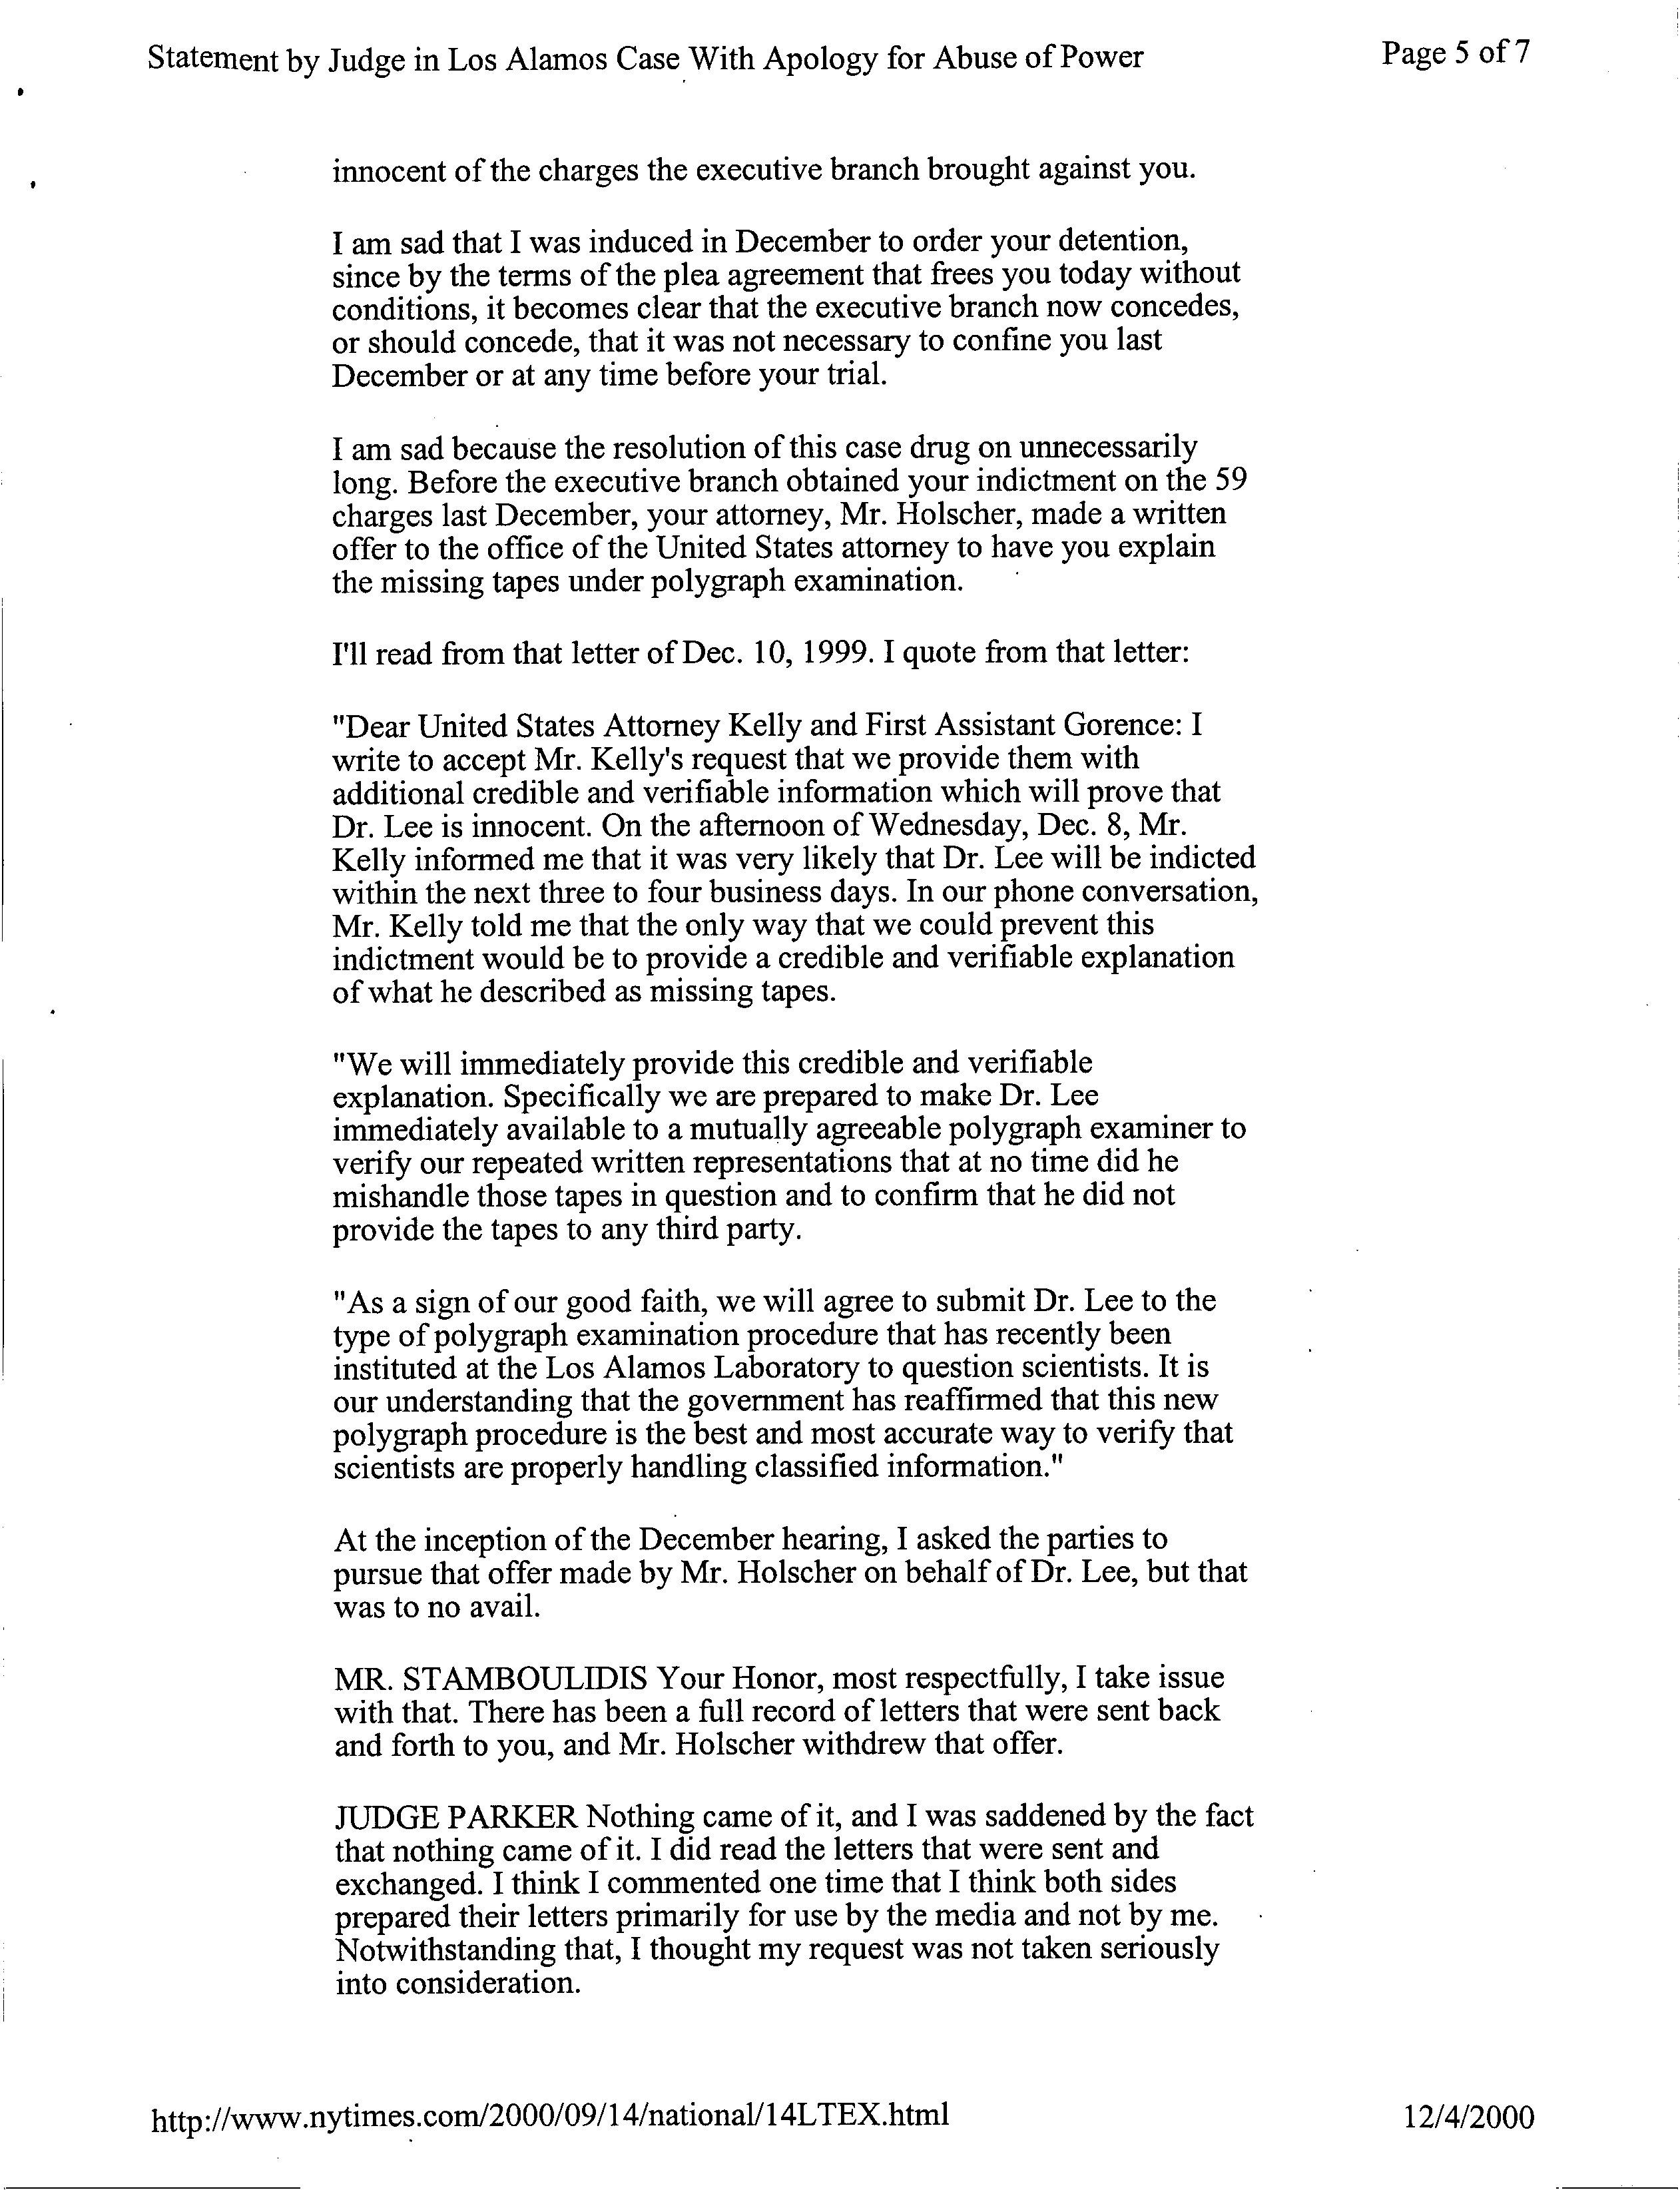 Statement by Judge in Los Alamos Case With Apology for Abuse of Power
Page 5 of 7
innocent of the charges the executive branch brought against you.
I am sad that I was induced in December to order your detention,
since by the terms of the plea agreement that frees you today without
conditions, it becomes clear that the executive branch now concedes,
or should concede, that it was not necessary to confine you last
December or at any time before your trial.
I am sad because the resolution of this case drug on unnecessarily
long. Before the executive branch obtained your indictment on the 59
charges last December, your attorney, Mr. Holscher, made a written
offer to the office of the United States attorney to have you explain
the missing tapes under polygraph examination.
I'll read from that letter of Dec. 10, 1999. I quote from that letter:
"Dear United States Attorney Kelly and First Assistant Gorence: I
write to accept Mr. Kelly's request that we provide them with
additional credible and verifiable information which will prove that
Dr. Lee is innocent. On the afternoon of Wednesday, Dec. 8, Mr.
Kelly informed me that it was very likely that Dr. Lee will be indicted
within the next three to four business days. In our phone conversation,
Mr. Kelly told me that the only way that we could prevent this
indictment would be to provide a credible and verifiable explanation
of what he described as missing tapes.
"We will immediately provide this credible and verifiable
explanation. Specifically we are prepared to make Dr. Lee
immediately available to a mutually agreeable polygraph examiner to
verify our repeated written representations that at no time did he
mishandle those tapes in question and to confirm that he did not
provide the tapes to any third party.
"As a sign of our good faith, we will agree to submit Dr. Lee to the
type of polygraph examination procedure that has recently been
instituted at the Los Alamos Laboratory to question scientists. It is
our understanding that the government has reaffirmed that this new
polygraph procedure is the best and most accurate way to verify that
scientists are properly handling classified information."
At the inception of the December hearing, I asked the parties to
pursue that offer made by Mr. Holscher on behalf of Dr. Lee, but that
was to no avail.
MR. STAMBOULIDIS Your Honor, most respectfully, I take issue
with that. There has been a full record of letters that were sent back
and forth to you, and Mr. Holscher withdrew that offer.
JUDGE PARKER Nothing came of it, and I was saddened by the fact
that nothing came of it. I did read the letters that were sent and
exchanged. I think I commented one time that I think both sides
prepared their letters primarily for use by the media and not by me.
Notwithstanding that, I thought my request was not taken seriously
into consideration.
http://www.nytimes.com/2000/09/14/national/14LTEX.html
12/4/2000